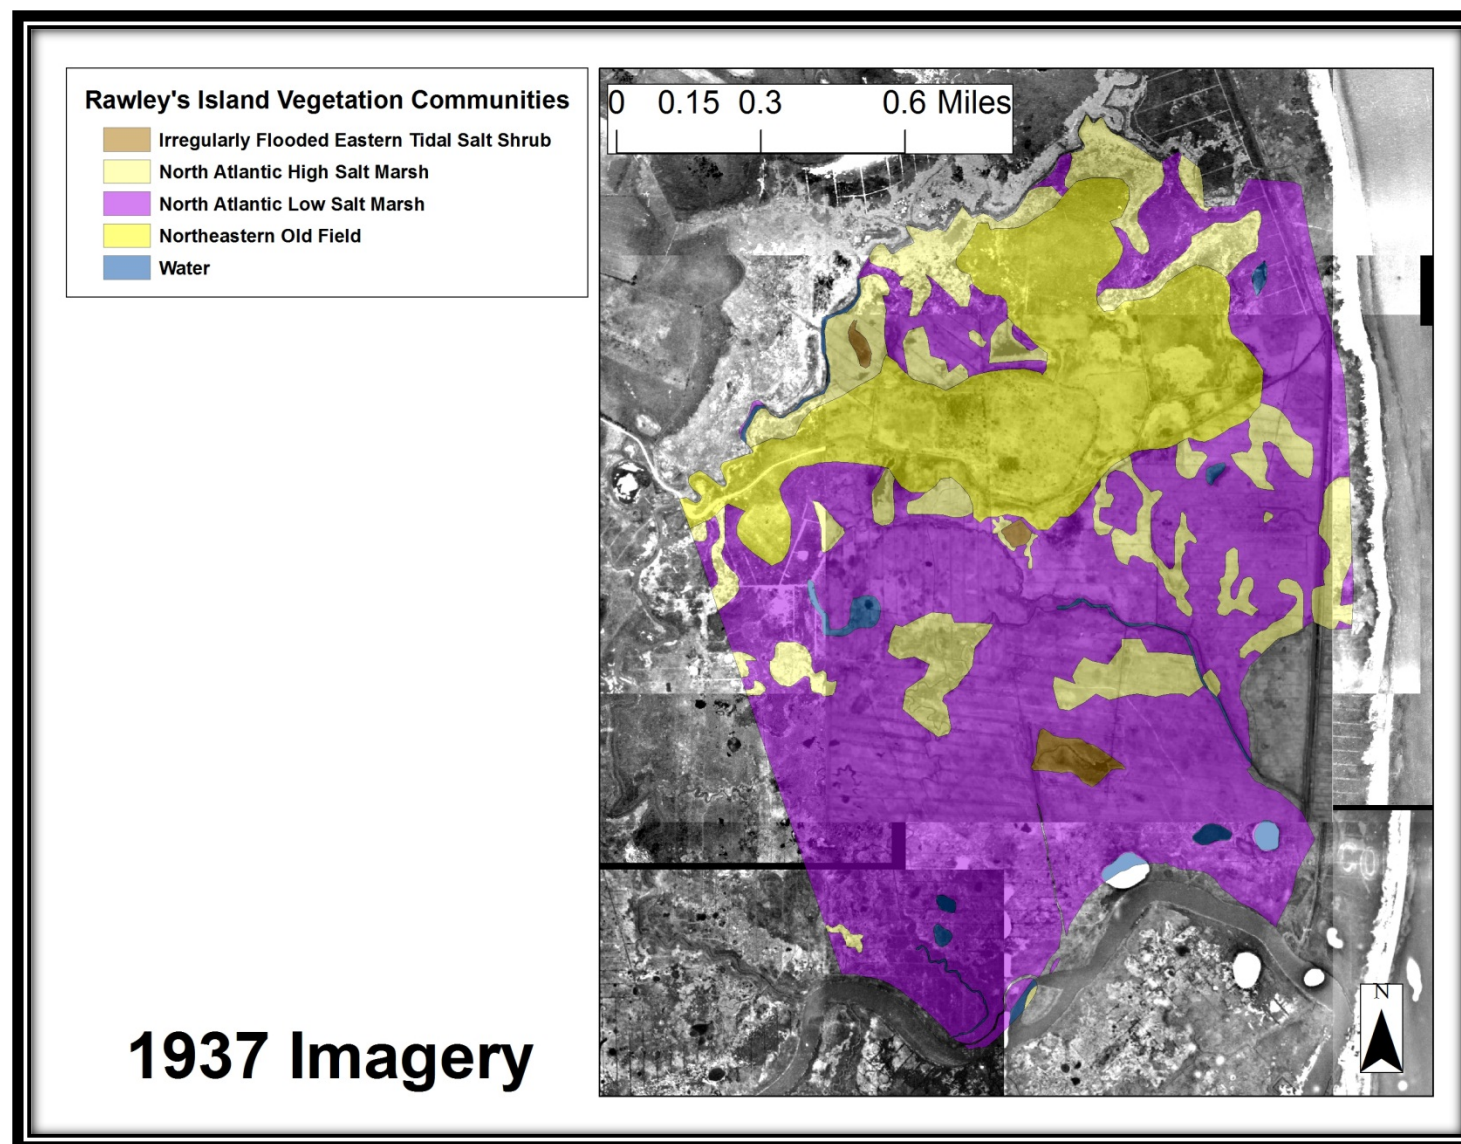 Rawley's Island Vegetation Communities
Irregularly Flooded Eastern Tidal Salt Shrub
North Atlantic High Salt Marsh
North Atlantic Low Salt Marsh
Northeastern Old Field
Water
0 0.15 0.3 0.6 Miles
N
1937 Imagery